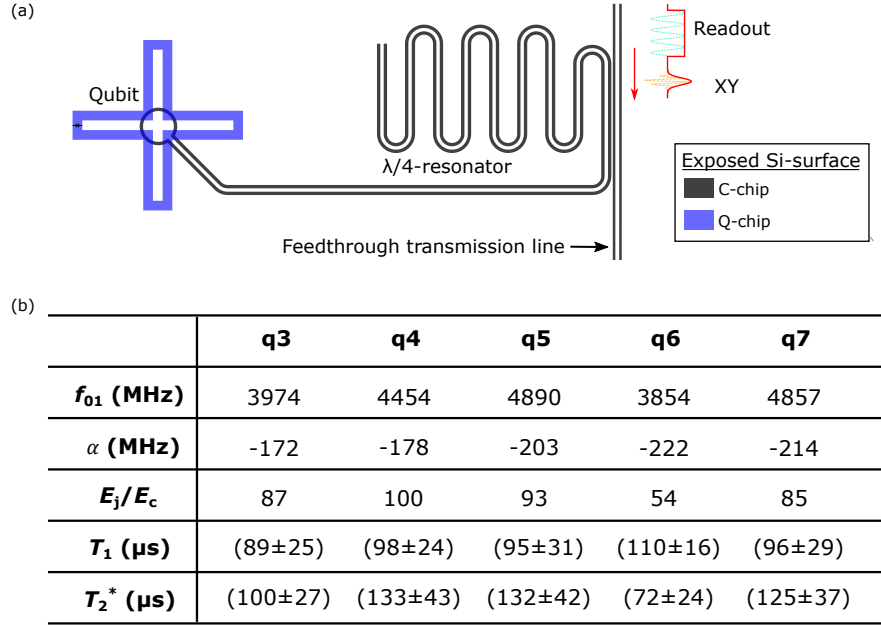 (a)
Readout
XY
Qubit
λ/4-resonator
Exposed Si-surface
C-chip
Q-chip
Feedthrough transmission line
(b)
q3 q4 q5 q6 q7
f01 (MHz) 3974 4454 4890 3854 4857
α (MHz) -172 -178 -203 -222 -214
Ej/Ec 87 100 93 54 85
T1 (μs) (89±25) (98±24) (95±31) (110±16) (96±29)
T2* (μs) (100±27) (133±43) (132±42) (72±24) (125±37)